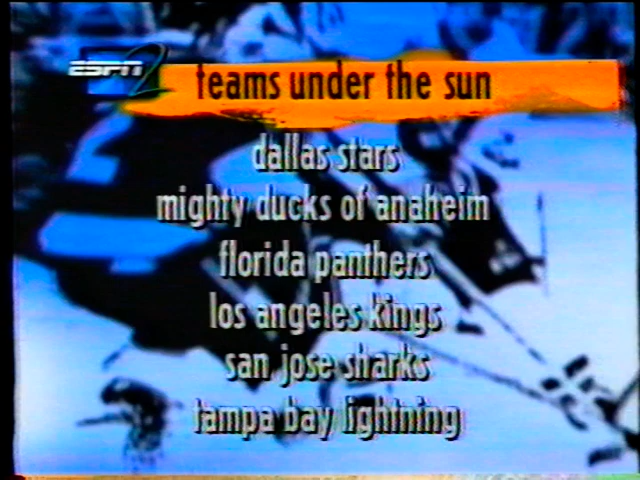 ESPN2
teams under the sun
dallas stars
mighty ducks of anaheim
florida panthers
los angeles kings
san jose sharks
tampa bay lightning